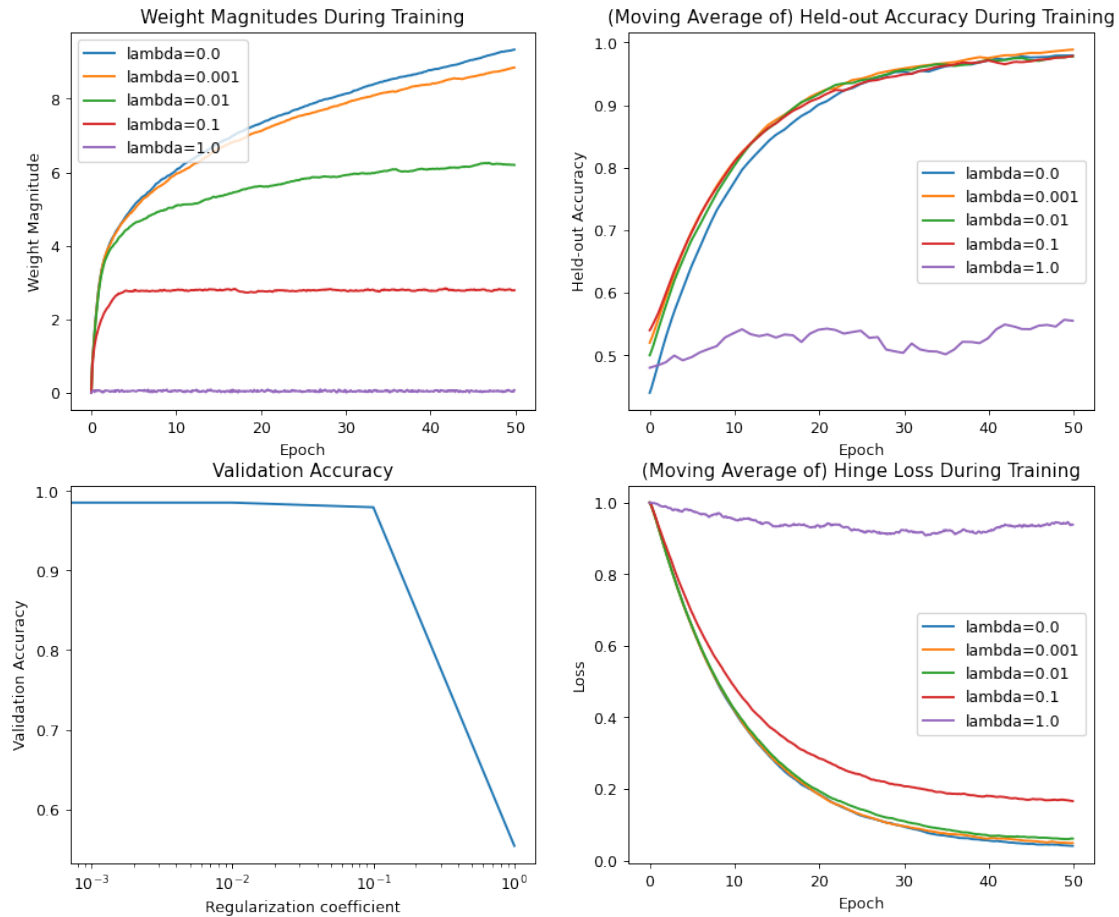 Weight Magnitudes During Training
Weight Magnitude
8
6
4
2
0
lambda=0.0
lambda=0.001
lambda=0.01
lambda=0.1
lambda=1.0
0 10 20 30 40 50
Epoch
(Moving Average of) Held-out Accuracy During Training
Held-out Accuracy
1.0
0.9
0.8
0.7
0.6
0.5
lambda=0.0
lambda=0.001
lambda=0.01
lambda=0.1
lambda=1.0
0 10 20 30 40 50
Epoch
Validation Accuracy
Validation Accuracy
1.0
0.9
0.8
0.7
0.6
10⁻³ 10⁻² 10⁻¹ 10⁰
Regularization coefficient
(Moving Average of) Hinge Loss During Training
Loss
1.0
0.8
0.6
0.4
0.2
0.0
lambda=0.0
lambda=0.001
lambda=0.01
lambda=0.1
lambda=1.0
0 10 20 30 40 50
Epoch